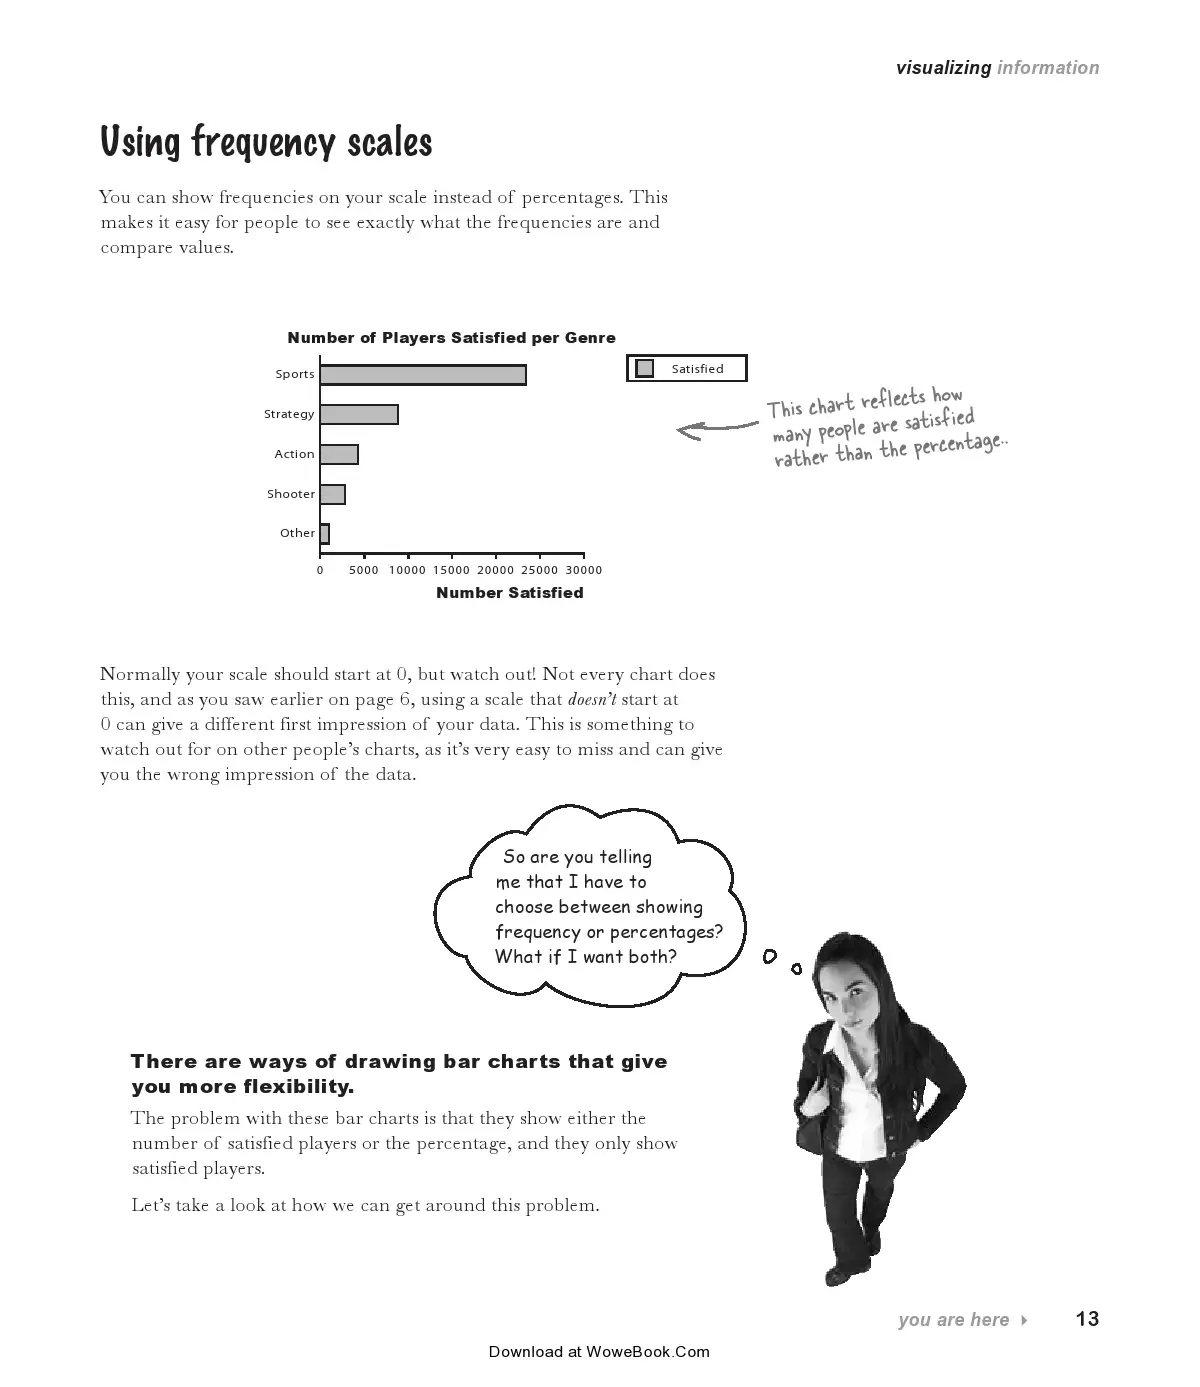 visualizing information
Using frequency scales
You can show frequencies on your scale instead of percentages. This
makes it easy for people to see exactly what the frequencies are and
compare values.
Number of Players Satisfied per Genre
Sports
Strategy
Action
Shooter
Other
0 5000 10000 15000 20000 25000 30000
Number Satisfied
Satisfied
This chart reflects how
many people are satisfied
rather than the percentage..
Normally your scale should start at 0, but watch out! Not every chart does
this, and as you saw earlier on page 6, using a scale that doesn’t start at
0 can give a different first impression of your data. This is something to
watch out for on other people’s charts, as it’s very easy to miss and can give
you the wrong impression of the data.
So are you telling
me that I have to
choose between showing
frequency or percentages?
What if I want both?
There are ways of drawing bar charts that give
you more flexibility.
The problem with these bar charts is that they show either the
number of satisfied players or the percentage, and they only show
satisfied players.
Let’s take a look at how we can get around this problem.
you are here 13
Download at WoweBook.Com